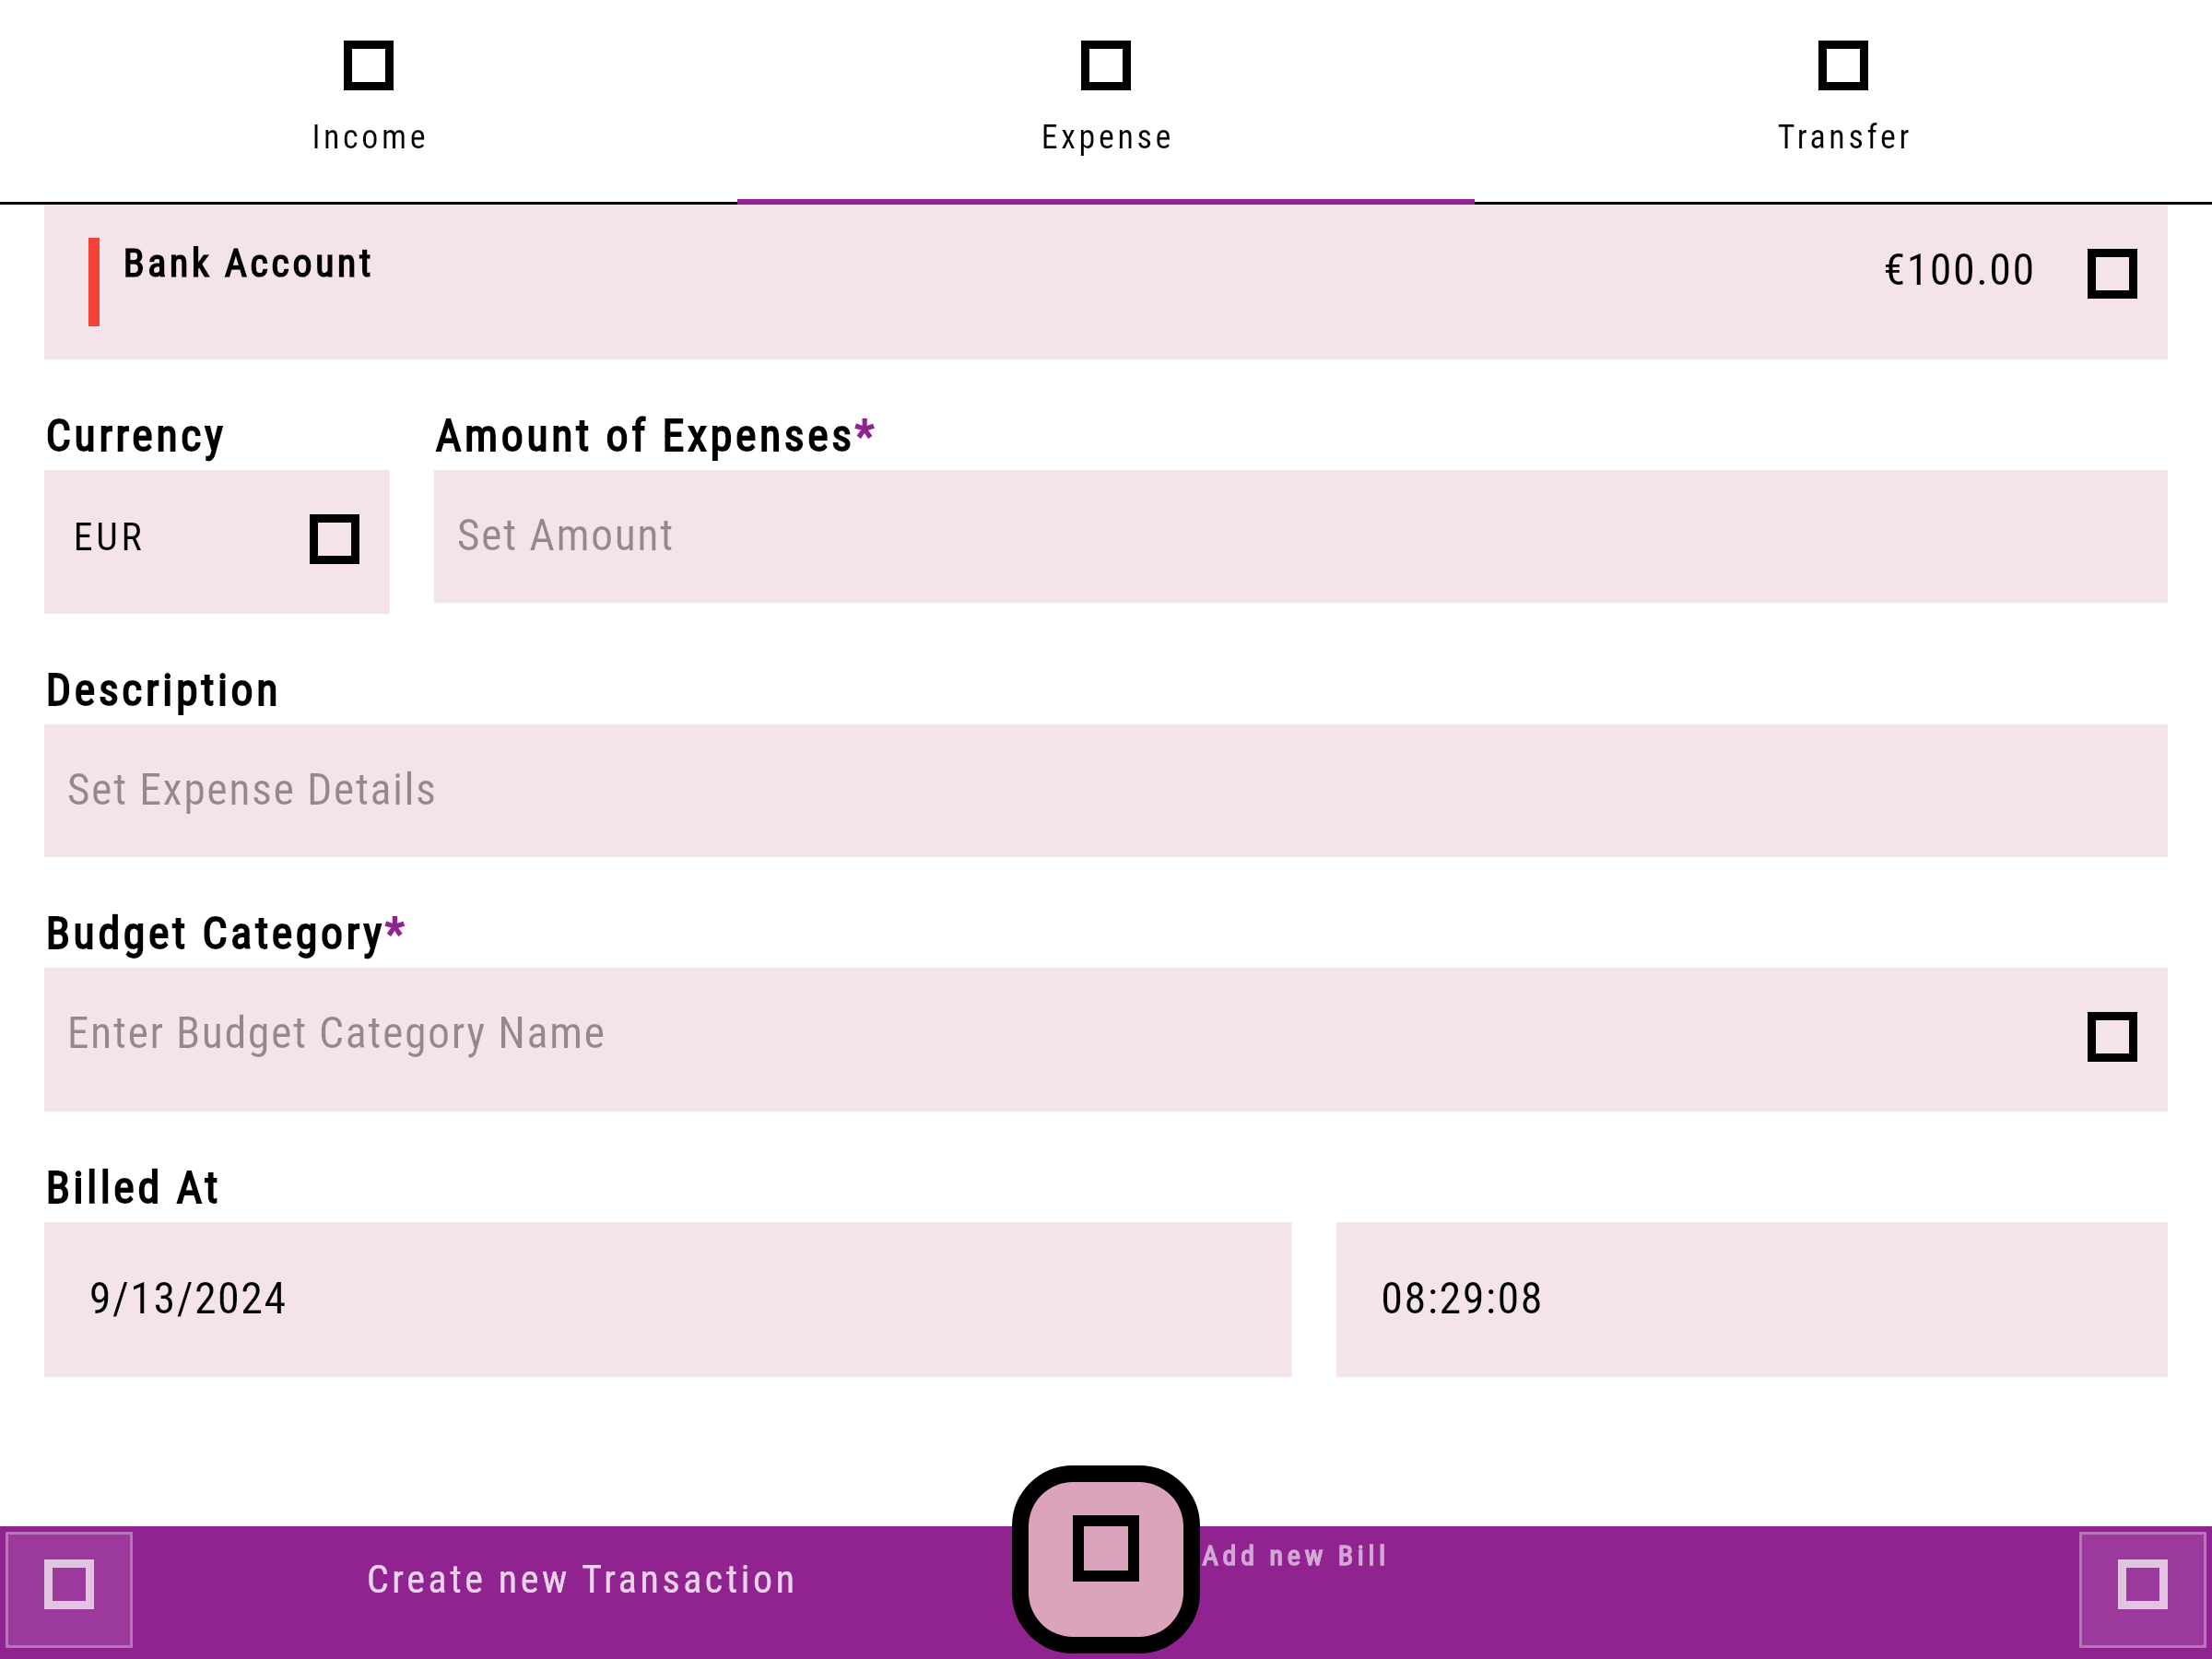 Income
Expense
Transfer
Bank Account
€100.00
Currency
Amount of Expenses*
EUR
Set Amount
Description
Set Expense Details
Budget Category*
Enter Budget Category Name
Billed At
9/13/2024
08:29:08
Create new Transaction
Add new Bill